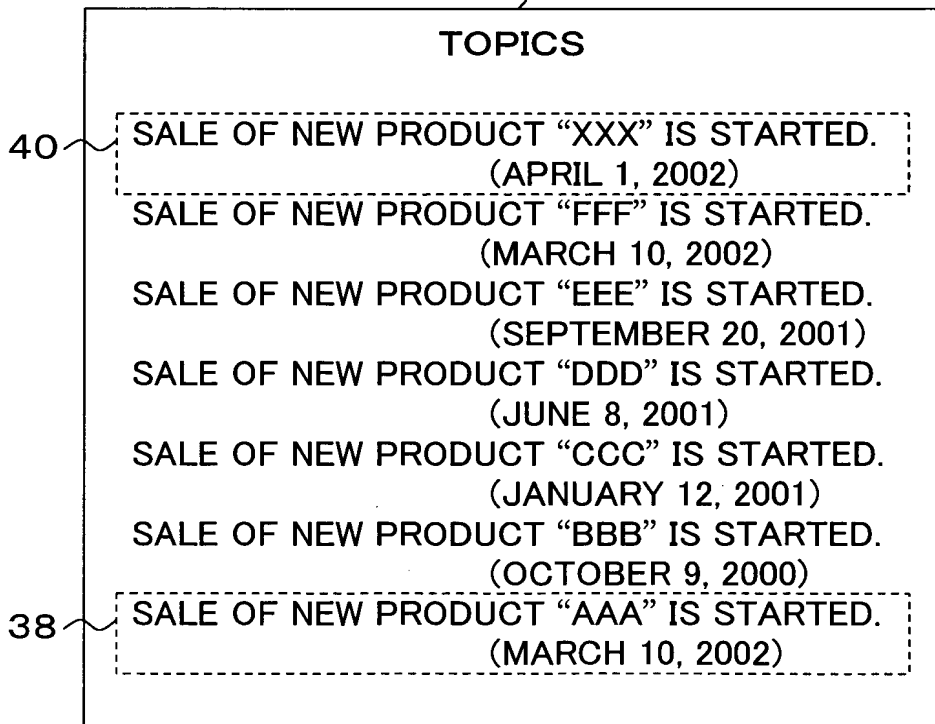 TOPICS
40 SALE OF NEW PRODUCT “XXX” IS STARTED.
(APRIL 1, 2002)
SALE OF NEW PRODUCT “FFF” IS STARTED.
(MARCH 10, 2002)
SALE OF NEW PRODUCT “EEE” IS STARTED.
(SEPTEMBER 20, 2001)
SALE OF NEW PRODUCT “DDD” IS STARTED.
(JUNE 8, 2001)
SALE OF NEW PRODUCT “CCC” IS STARTED.
(JANUARY 12, 2001)
SALE OF NEW PRODUCT “BBB” IS STARTED.
(OCTOBER 9, 2000)
38 SALE OF NEW PRODUCT “AAA” IS STARTED.
(MARCH 10, 2002)